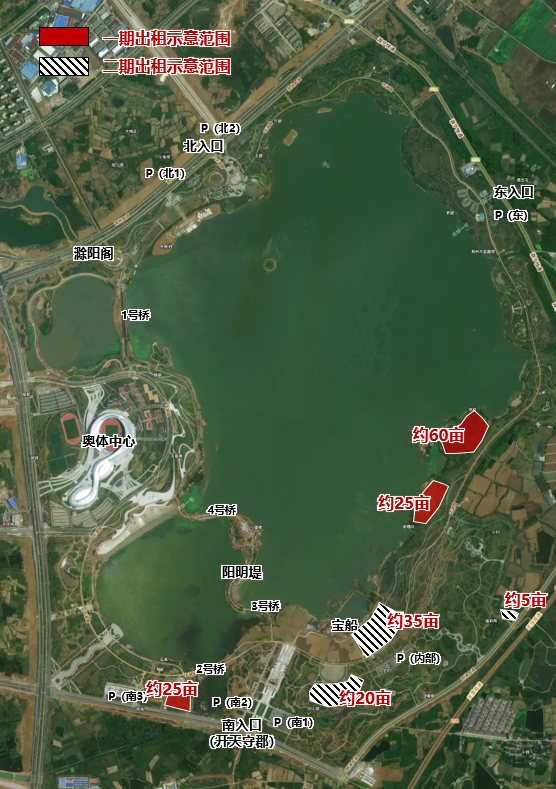 一期出租示意范围
二期出租示意范围
P（北2）
北入口
P（北1）
东入口
P（东）
滁阳阁
1号桥
约60亩
奥体中心
约25亩
4号桥
阳明堤
约5亩
3号桥
宝船
约35亩
P（内部）
2号桥
约25亩
P（南3）
P（南2）
约20亩
南入口
P（南1）
（开天守郡）